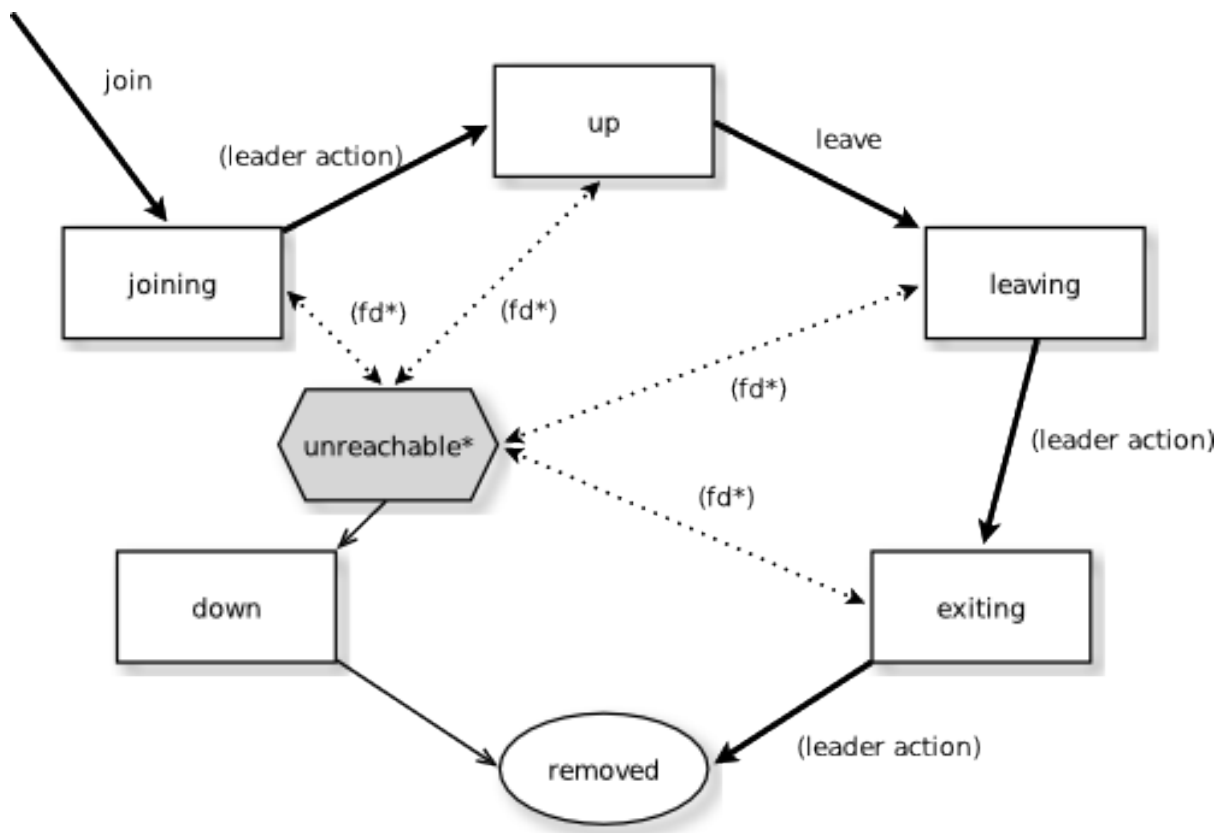 join
up
(leader action)
leave
joining
leaving
(fd*)
(fd*)
(fd*)
unreachable*
(leader action)
(fd*)
down
exiting
(leader action)
removed